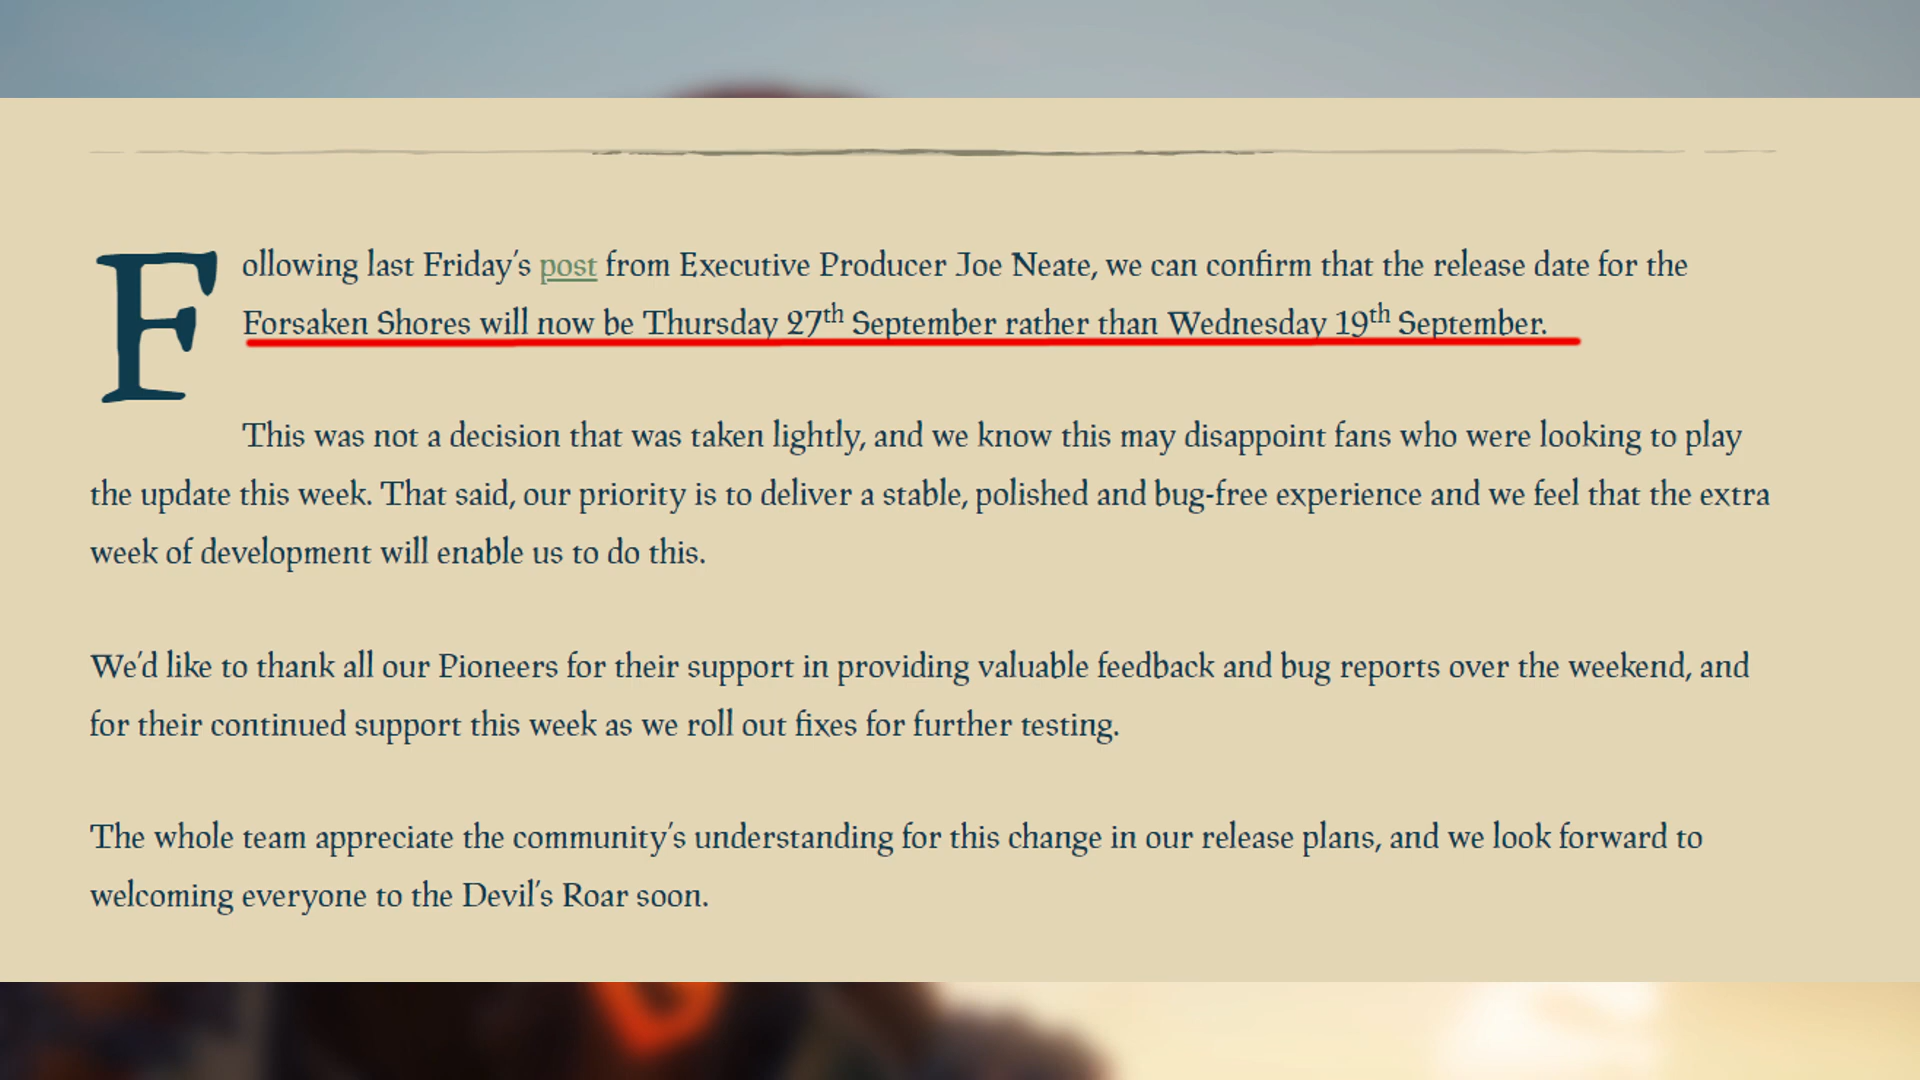 Following last Friday's post from Executive Producer Joe Neate, we can confirm that the release date for the
Forsaken Shores will now be Thursday 27th September rather than Wednesday 19th September.
This was not a decision that was taken lightly, and we know this may disappoint fans who were looking to play
the update this week. That said, our priority is to deliver a stable, polished and bug-free experience and we feel that the extra
week of development will enable us to do this.
We'd like to thank all our Pioneers for their support in providing valuable feedback and bug reports over the weekend, and
for their continued support this week as we roll out fixes for further testing.
The whole team appreciate the community's understanding for this change in our release plans, and we look forward to
welcoming everyone to the Devil's Roar soon.